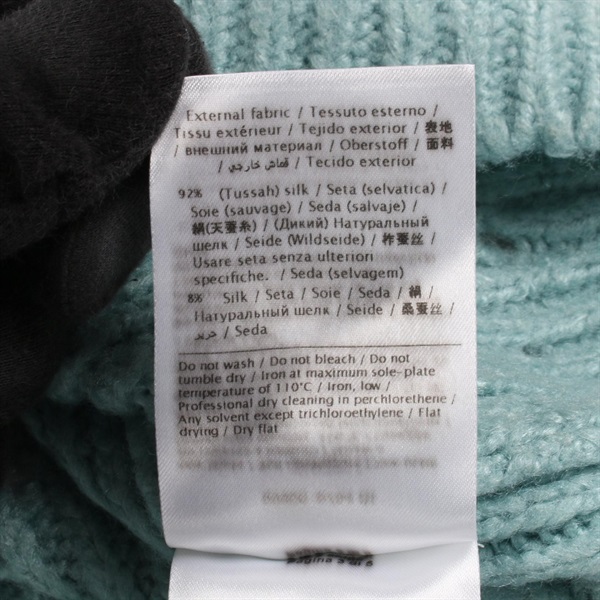 External fabric / Tessuto esterno /
Tissu extérieur / Tejido exterior / 表地
/ внешний материал / Oberstoff / 面料
/ قماش خارجي / Tecido exterior
92% (Tussah) silk / Seta (selvatica) /
Soie (sauvage) / Seda (salvaje) /
絹(天蚕糸) / (Дикий) Натуральный
шелк / Seide (Wildseide) / 柞蚕丝 /
Usare seta senza ulteriori
specifiche. / Seda (selvagem)
8% Silk / Seta / Soie / Seda / 絹 /
Натуральный шелк / Seide / 桑蚕丝
/ حرير / Seda
Do not wash / Do not bleach / Do not
tumble dry / Iron at maximum sole-plate
temperature of 110°C / Iron, low /
Professional dry cleaning in perchlorethene /
Any solvent except trichloroethylene / Flat
drying / Dry flat